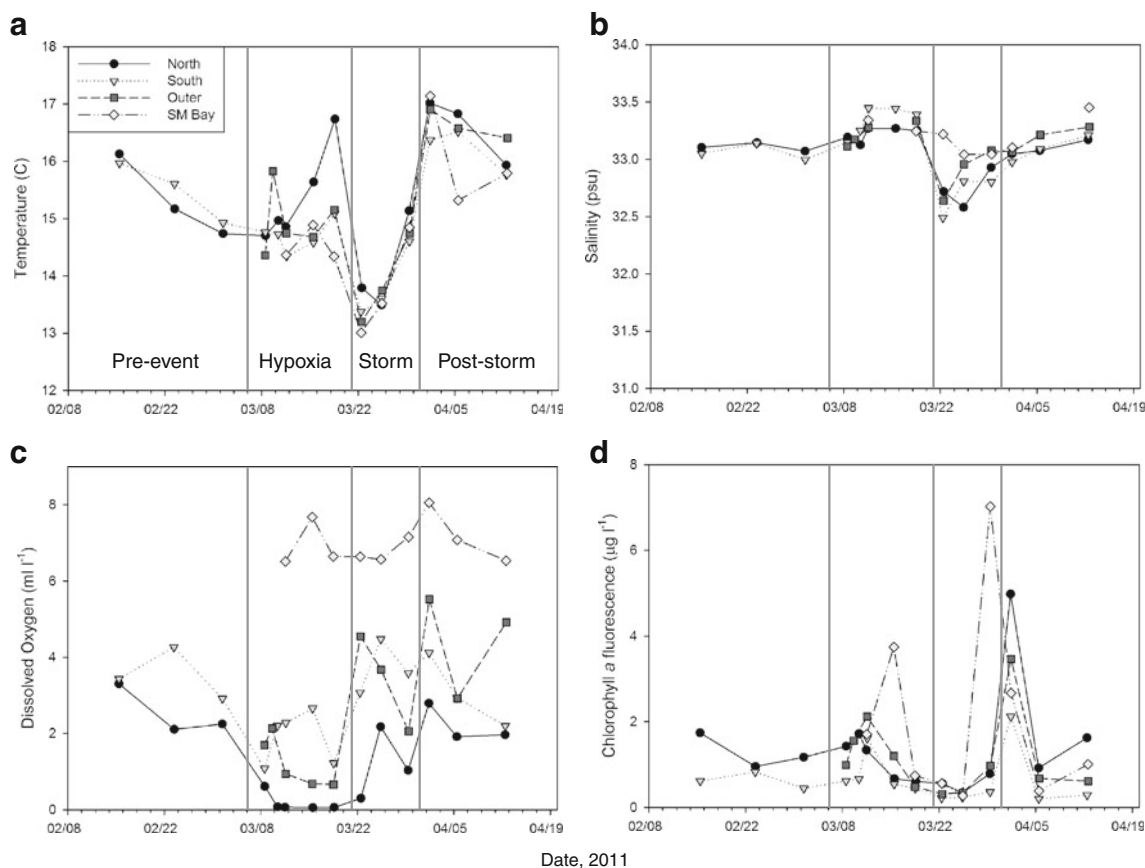 a
Temperature (C)
18
17
16
15
14
13
12
North
South
Outer
SM Bay
Pre-event Hypoxia Storm Post-storm
02/08 02/22 03/08 03/22 04/05 04/19
b
Salinity (psu)
34.0
33.5
33.0
32.5
32.0
31.5
31.0
02/08 02/22 03/08 03/22 04/05 04/19
c
Dissolved Oxygen (ml l⁻¹)
8
6
4
2
0
02/08 02/22 03/08 03/22 04/05 04/19
d
Chlorophyll a fluorescence (µg l⁻¹)
8
6
4
2
0
02/08 02/22 03/08 03/22 04/05 04/19
Date, 2011